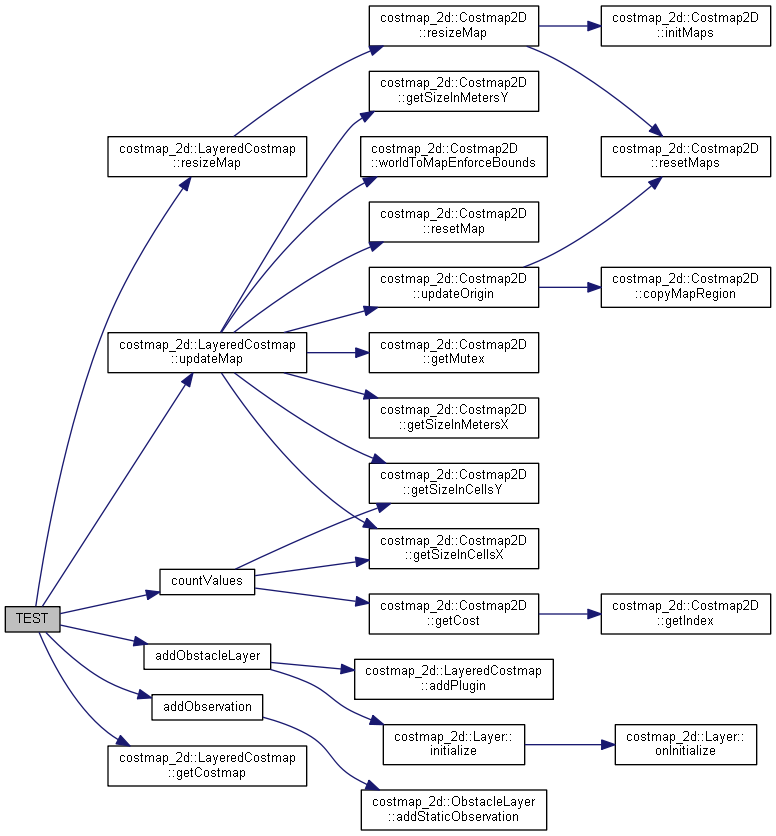 costmap_2d::Costmap2D
::resizeMap
costmap_2d::Costmap2D
::initMaps
costmap_2d::Costmap2D
::getSizeInMetersY
costmap_2d::LayeredCostmap
::resizeMap
costmap_2d::Costmap2D
::worldToMapEnforceBounds
costmap_2d::Costmap2D
::resetMaps
costmap_2d::Costmap2D
::resetMap
costmap_2d::Costmap2D
::updateOrigin
costmap_2d::Costmap2D
::copyMapRegion
costmap_2d::LayeredCostmap
::updateMap
costmap_2d::Costmap2D
::getMutex
costmap_2d::Costmap2D
::getSizeInMetersX
costmap_2d::Costmap2D
::getSizeInCellsY
costmap_2d::Costmap2D
::getSizeInCellsX
countValues
TEST
costmap_2d::Costmap2D
::getCost
costmap_2d::Costmap2D
::getIndex
addObstacleLayer
costmap_2d::LayeredCostmap
::addPlugin
addObservation
costmap_2d::Layer::
initialize
costmap_2d::Layer::
onInitialize
costmap_2d::LayeredCostmap
::getCostmap
costmap_2d::ObstacleLayer
::addStaticObservation